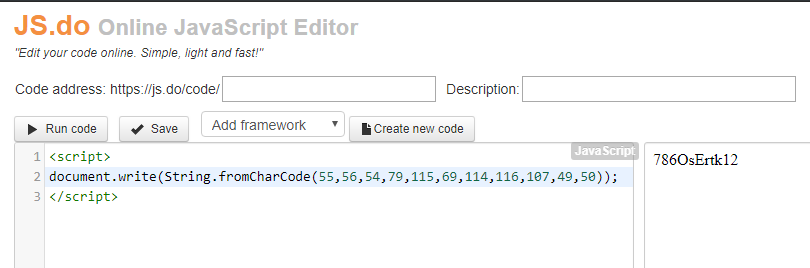 JS.do Online JavaScript Editor
"Edit your code online. Simple, light and fast!"
Code address: https://js.do/code/ Description:
Run code Save Add framework Create new code
JavaScript
1 <script>
2 document.write(String.fromCharCode(55,56,54,79,115,69,114,116,107,49,50));
3 </script>
786OsErtk12